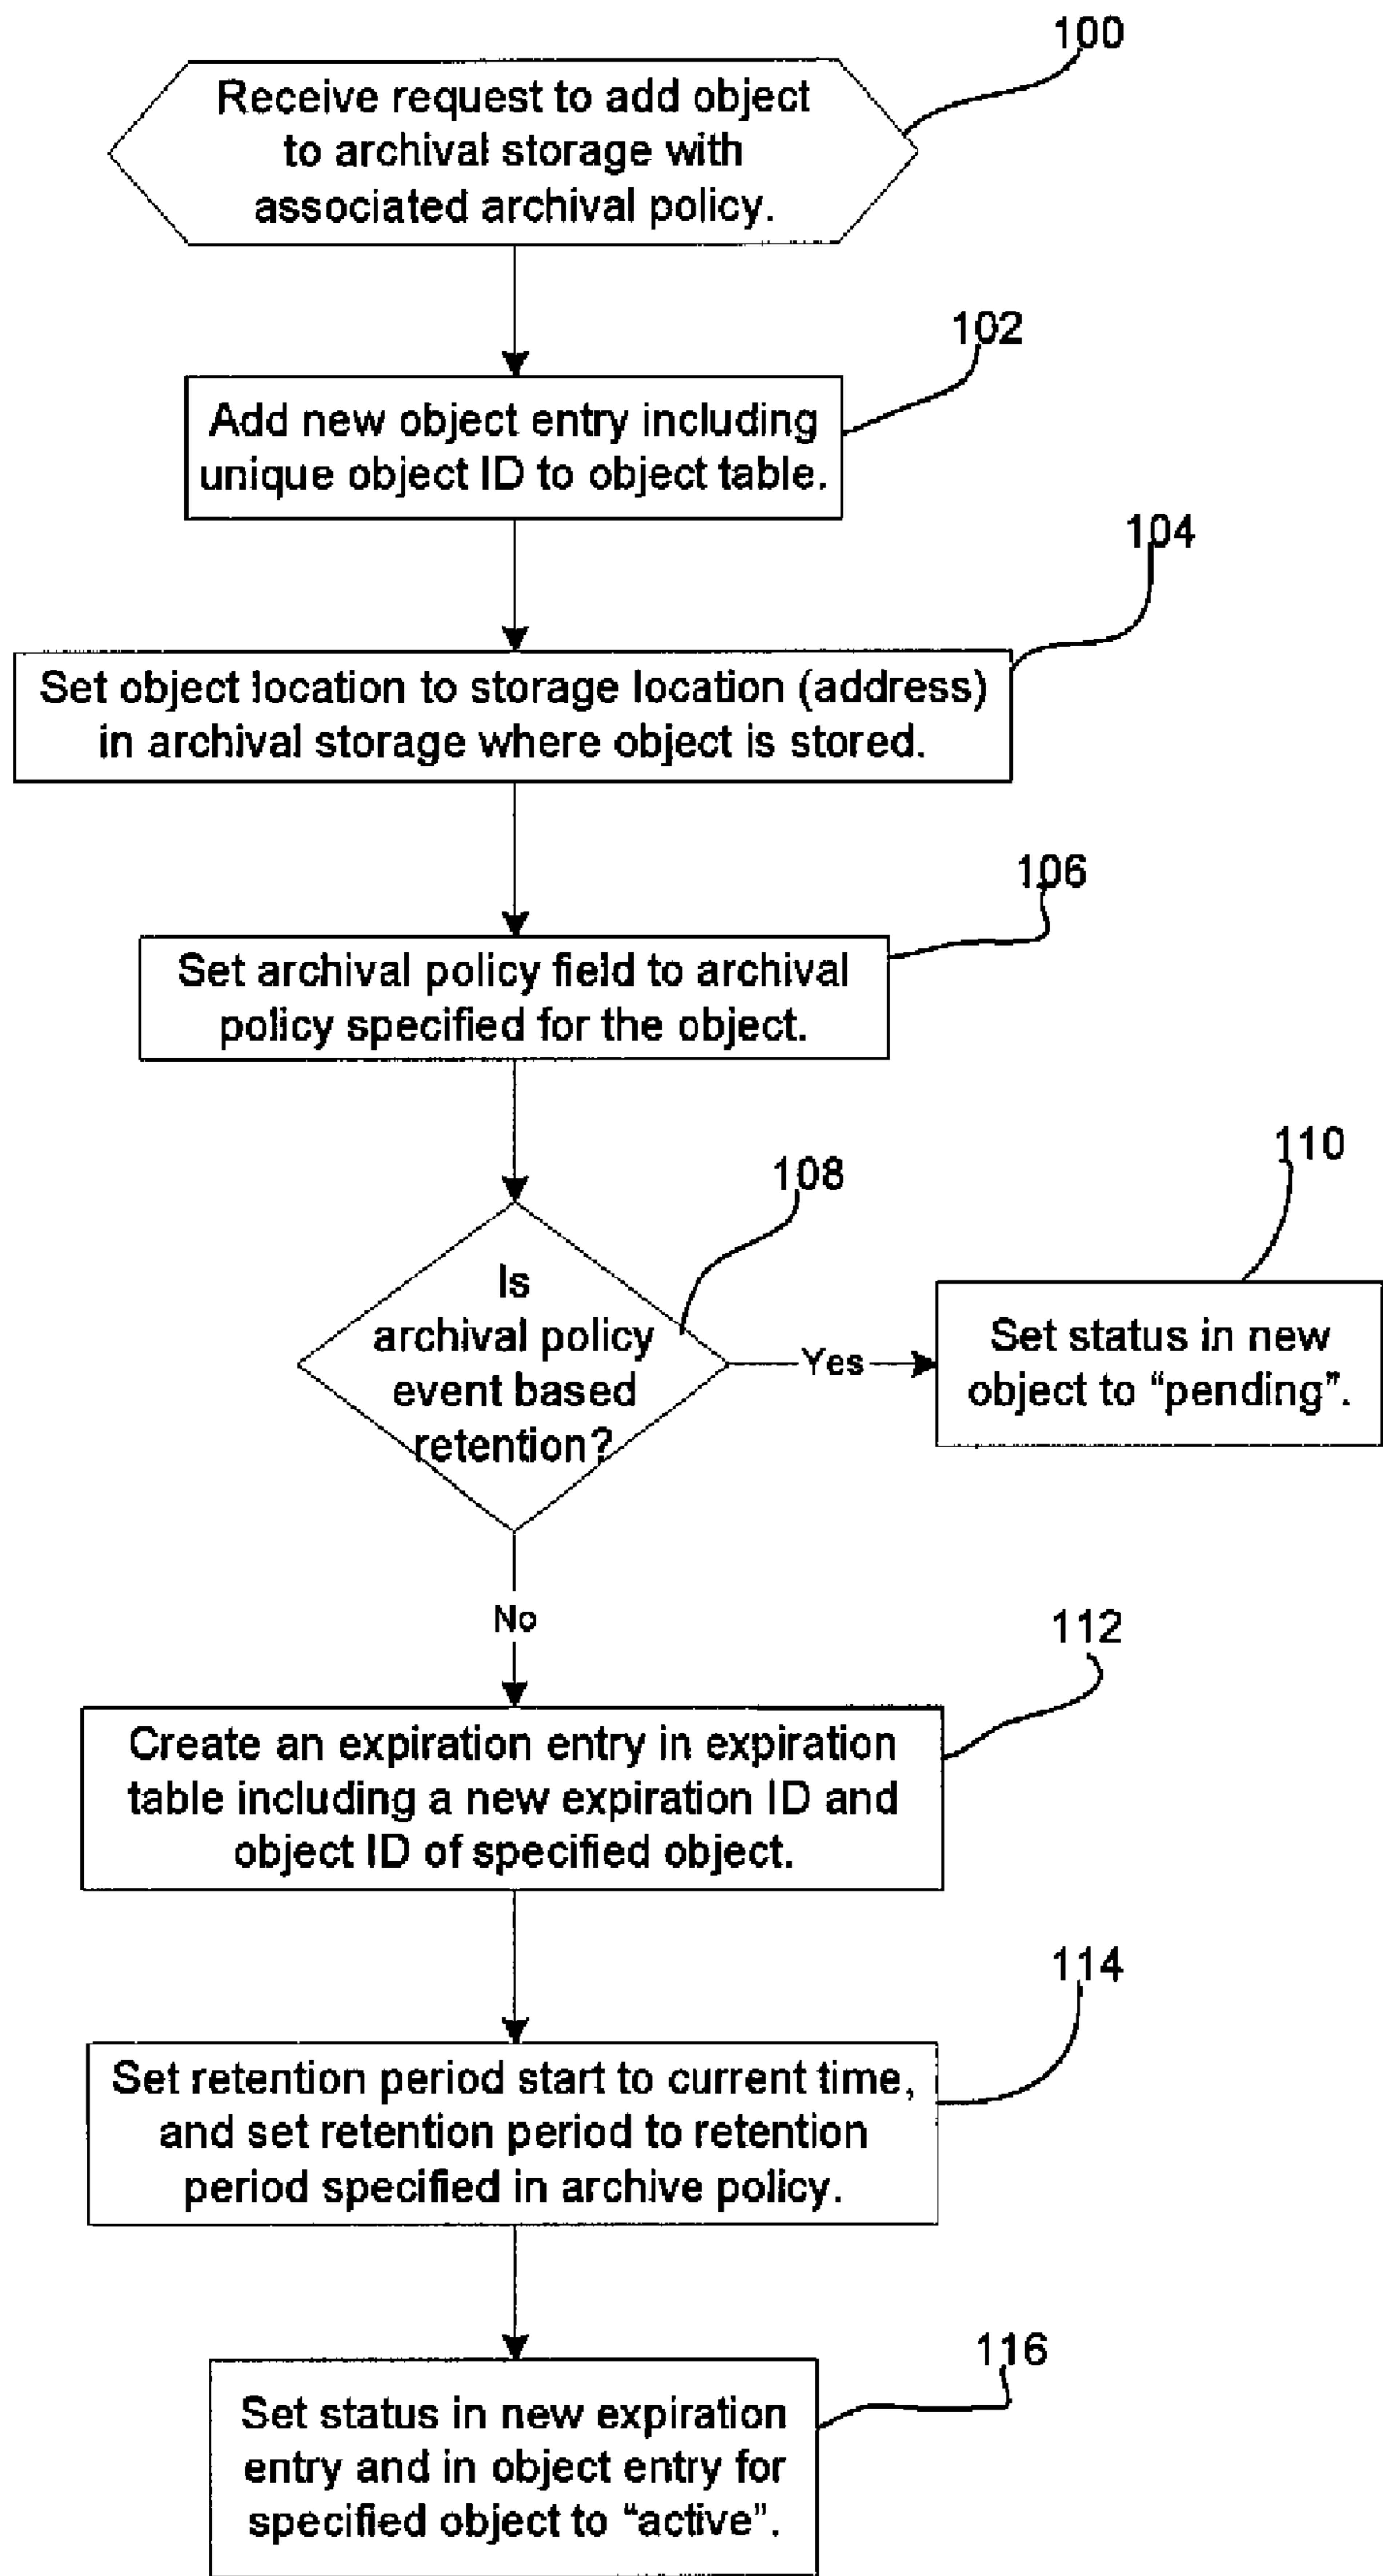 100
Receive request to add object
to archival storage with
associated archival policy.
102
Add new object entry including
unique object ID to object table.
104
Set object location to storage location (address)
in archival storage where object is stored.
106
Set archival policy field to archival
policy specified for the object.
108
110
Is
archival policy
event based
retention?
Yes
Set status in new
object to “pending”.
No
112
Create an expiration entry in expiration
table including a new expiration ID and
object ID of specified object.
114
Set retention period start to current time,
and set retention period to retention
period specified in archive policy.
116
Set status in new expiration
entry and in object entry for
specified object to “active”.